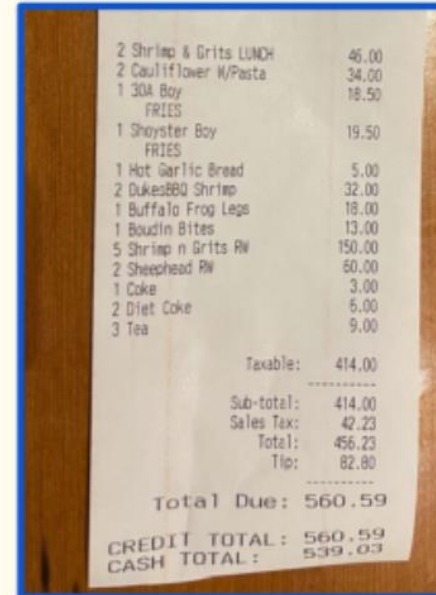 2 Shrimp & Grits LUNCH 46.00
2 Cauliflower W/Pasta 34.00
1 30A Boy 18.50
FRIES
1 Shoyster Boy 19.50
FRIES
1 Hot Garlic Bread 5.00
2 DukesBBQ Shrimp 32.00
1 Buffalo Frog Legs 18.00
1 Boudin Bites 13.00
5 Shrimp n Grits RW 150.00
2 Sheephead RW 60.00
1 Coke 3.00
2 Diet Coke 6.00
3 Tea 9.00
Taxable: 414.00
----------
Sub-total: 414.00
Sales Tax: 42.23
Total: 456.23
Tip: 82.80
----------
Total Due: 560.59
CREDIT TOTAL: 560.59
CASH TOTAL: 539.03